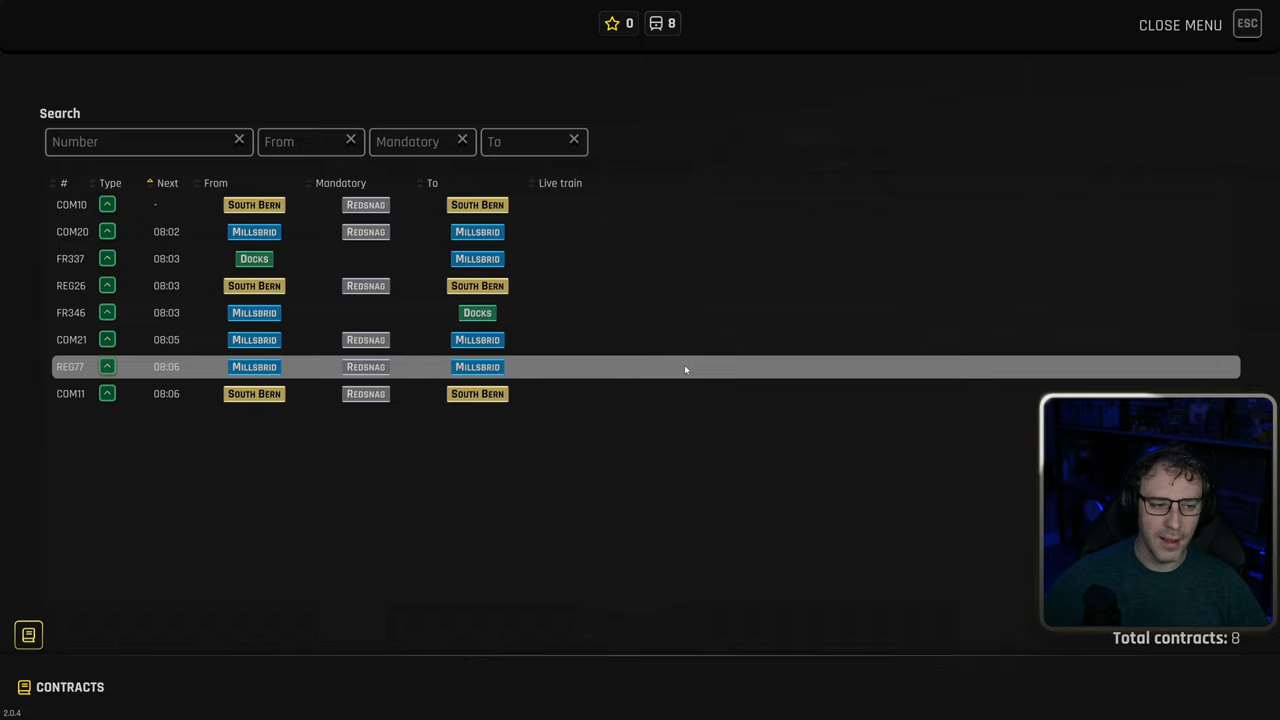 0 8 CLOSE MENU ESC
Search
Number From Mandatory To
# Type Next From Mandatory To Live train
COM10 - SOUTH BERN REDSNAG SOUTH BERN
COM20 08:02 MILLSBRID REDSNAG MILLSBRID
FR337 08:03 DOCKS MILLSBRID
REG26 08:03 SOUTH BERN REDSNAG SOUTH BERN
FR346 08:03 MILLSBRID DOCKS
COM21 08:05 MILLSBRID REDSNAG MILLSBRID
REG77 08:06 MILLSBRID REDSNAG MILLSBRID
COM11 08:06 SOUTH BERN REDSNAG SOUTH BERN
Total contracts: 8
CONTRACTS
2.0.4